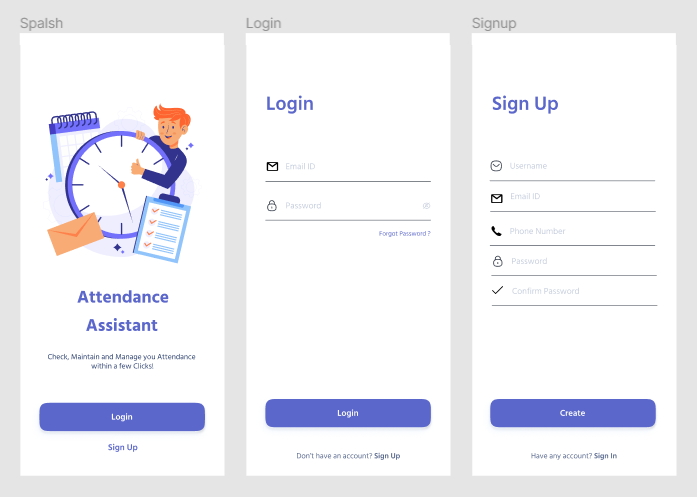 Spalsh
Attendance
Assistant
Check, Maintain and Manage you Attendance
within a few Clicks!
Login
Sign Up
Login
Login
Email ID
Password
Forgot Password ?
Login
Don't have an account? Sign Up
Signup
Sign Up
Username
Email ID
Phone Number
Password
Confirm Password
Create
Have any account? Sign In